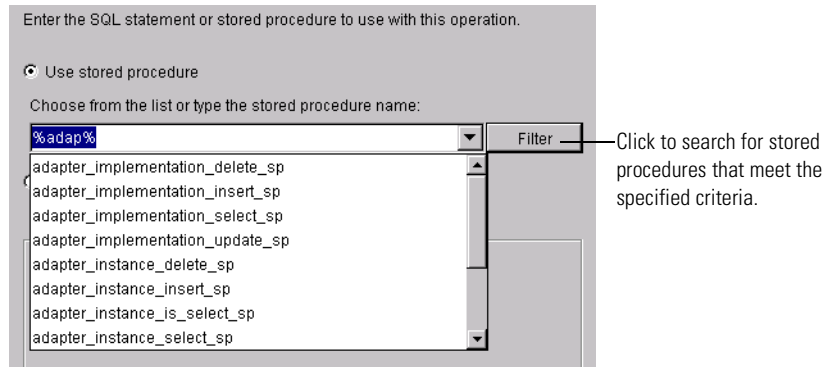 Enter the SQL statement or stored procedure to use with this operation.
Use stored procedure
Choose from the list or type the stored procedure name:
%adap%
Filter
Click to search for stored
procedures that meet the
specified criteria.
adapter_implementation_delete_sp
adapter_implementation_insert_sp
adapter_implementation_select_sp
adapter_implementation_update_sp
adapter_instance_delete_sp
adapter_instance_insert_sp
adapter_instance_is_select_sp
adapter_instance_select_sp